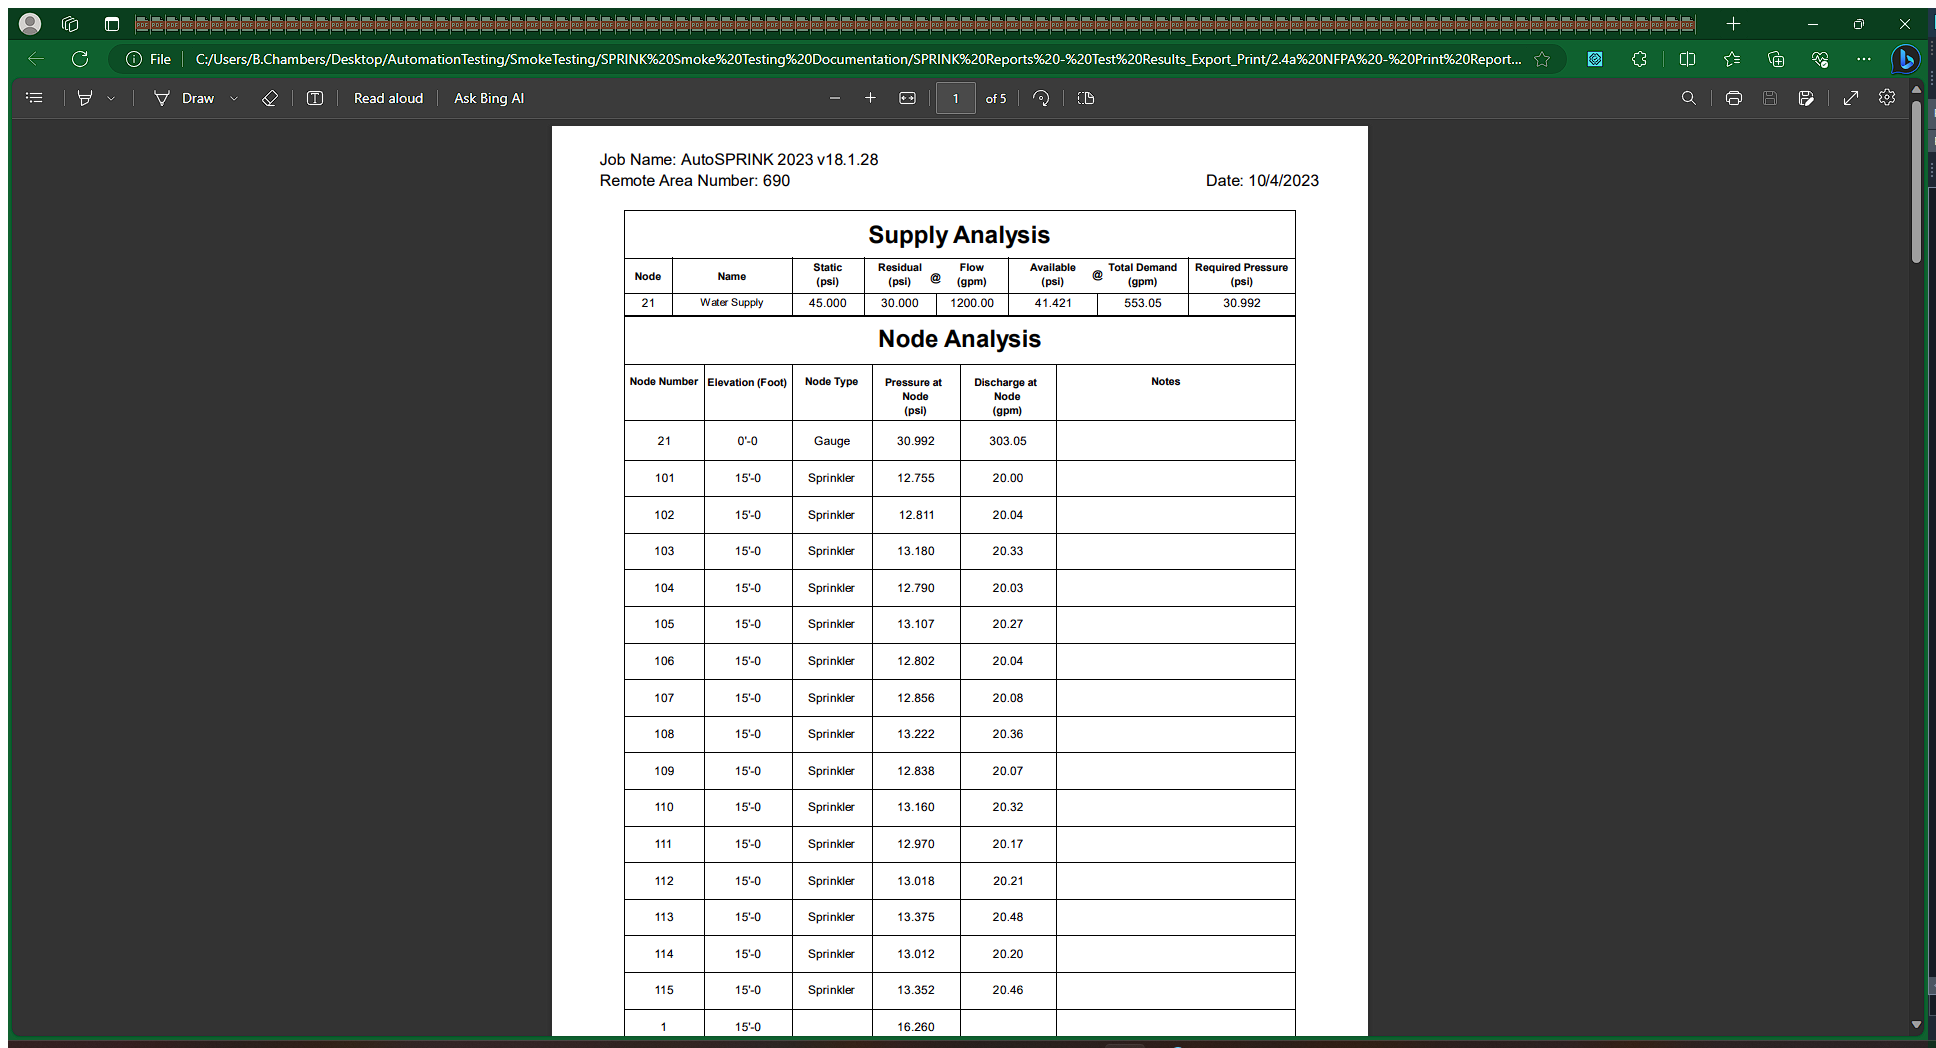 File C:/Users/B.Chambers/Desktop/AutomationTesting/SmokeTesting/SPRINK%20Smoke%20Testing%20Documentation/SPRINK%20Reports%20-%20Test%20Results_Export_Print/2.4a%20NFPA%20-%20Print%20Report...
Draw Read aloud Ask Bing AI 1 of 5
Job Name: AutoSPRINK 2023 v18.1.28
Remote Area Number: 690 Date: 10/4/2023
Supply Analysis
Node Name Static (psi) Residual (psi) @ Flow (gpm) Available (psi) @ Total Demand (gpm) Required Pressure (psi)
21 Water Supply 45.000 30.000 1200.00 41.421 553.05 30.992
Node Analysis
Node Number Elevation (Foot) Node Type Pressure at Node (psi) Discharge at Node (gpm) Notes
21 0'-0 Gauge 30.992 303.05
101 15'-0 Sprinkler 12.755 20.00
102 15'-0 Sprinkler 12.811 20.04
103 15'-0 Sprinkler 13.180 20.33
104 15'-0 Sprinkler 12.790 20.03
105 15'-0 Sprinkler 13.107 20.27
106 15'-0 Sprinkler 12.802 20.04
107 15'-0 Sprinkler 12.856 20.08
108 15'-0 Sprinkler 13.222 20.36
109 15'-0 Sprinkler 12.838 20.07
110 15'-0 Sprinkler 13.160 20.32
111 15'-0 Sprinkler 12.970 20.17
112 15'-0 Sprinkler 13.018 20.21
113 15'-0 Sprinkler 13.375 20.48
114 15'-0 Sprinkler 13.012 20.20
115 15'-0 Sprinkler 13.352 20.46
1 15'-0 16.260